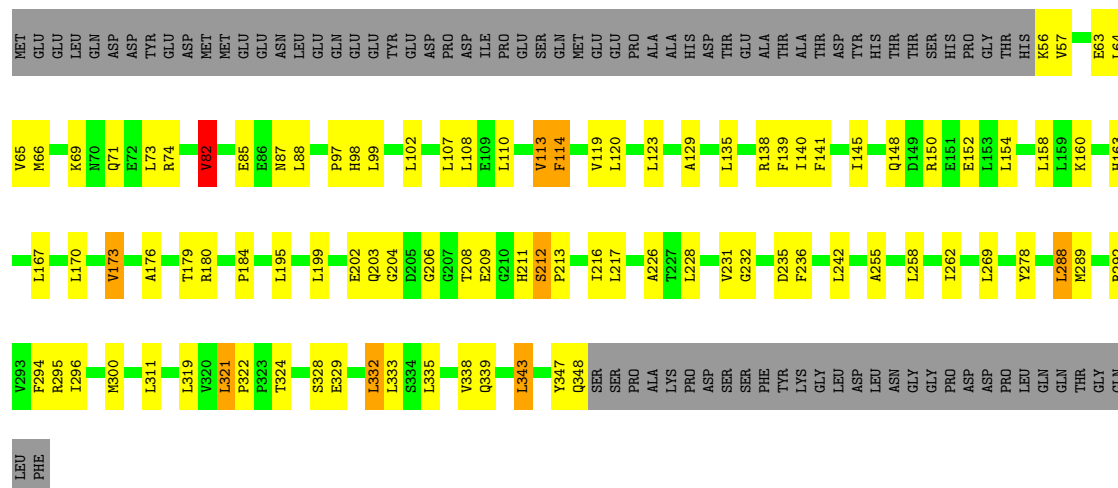 MET GLU GLU LEU GLN ASP ASP TYR GLU ASP MET MET GLU GLU ASN LEU GLU GLN GLU GLU TYR GLU ASP PRO ASP ILE PRO GLU SER GLN MET GLU GLU PRO ALA ALA HIS ASP THR GLU ALA THR ALA THR ASP TYR HIS THR THR SER HIS PRO GLY THR HIS K56 V57 E63
V65 M66 K69 N70 Q71 E72 L73 R74 V82 E85 E86 N87 L88 P97 H98 L99 L102 L107 L108 E109 L110 V113 F114 V119 L120 L123 A129 L135 R138 F139 I140 F141 I145 Q148 D149 R150 E151 E152 L153 L154 L158 L159 K160 H163
L167 L170 V173 A176 T179 R180 P184 L195 L199 E202 Q203 G204 D205 G206 G207 T208 E209 G210 H211 S212 P213 I216 L217 A226 T227 L228 V231 G232 D235 F236 L242 A255 L258 I262 L269 Y278 L288 M289
V293 F294 R295 I296 M300 L311 L319 V320 L321 P322 P323 T324 S328 E329 L332 L333 S334 L335 V338 Q339 L343 Y347 Q348 SER SER PRO ALA LYS PRO ASP SER SER PHE TYR LYS GLY LEU ASP LEU ASN GLY GLY PRO ASP ASP PRO LEU GLN GLN THR GLY GLN
LEU PHE